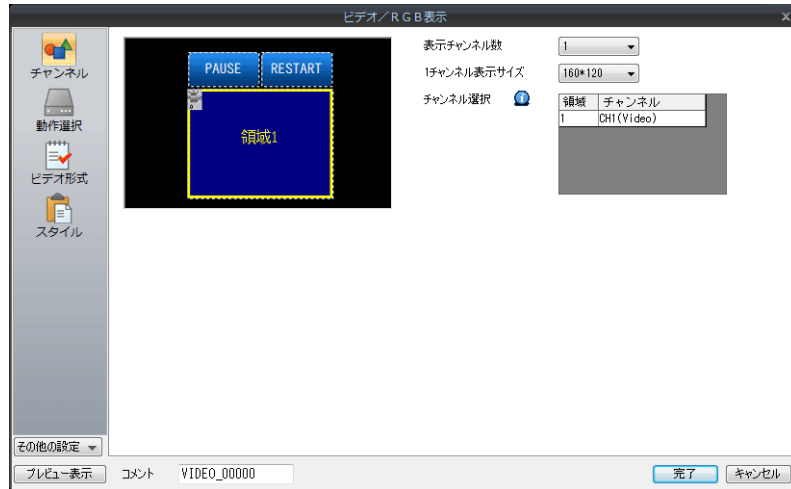 ビデオ／ＲＧＢ表示
x
チャンネル
動作選択
ビデオ形式
スタイル
その他の設定
PAUSE RESTART
領域1
表示チャンネル数 1
1チャンネル表示サイズ 160*120
チャンネル選択
領域 チャンネル
1 CH1(Video)
プレビュー表示 コメント VIDEO_00000 完了 キャンセル